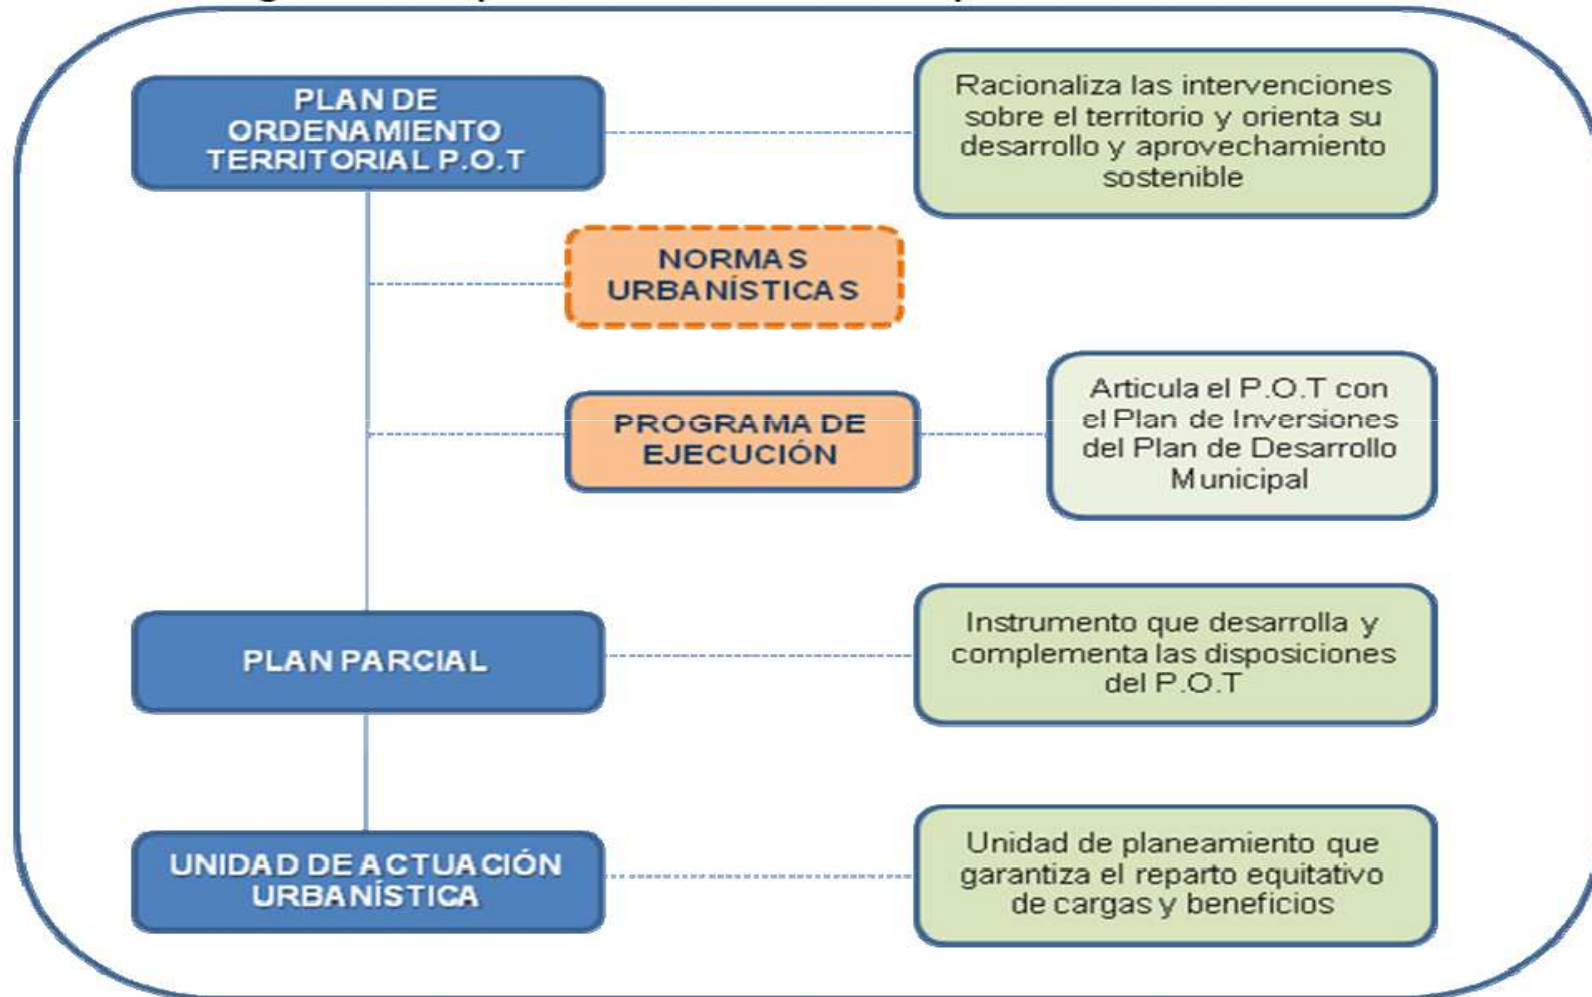 PLAN DE
ORDENAMIENTO
TERRITORIAL P.O.T
Racionaliza las intervenciones
sobre el territorio y orienta su
desarrollo y aprovechamiento
sostenible
NORMAS
URBANÍSTICAS
PROGRAMA DE
EJECUCIÓN
Articula el P.O.T con
el Plan de Inversiones
del Plan de Desarrollo
Municipal
PLAN PARCIAL
Instrumento que desarrolla y
complementa las disposiciones
del P.O.T
UNIDAD DE ACTUACIÓN
URBANÍSTICA
Unidad de planeamiento que
garantiza el reparto equitativo
de cargas y beneficios